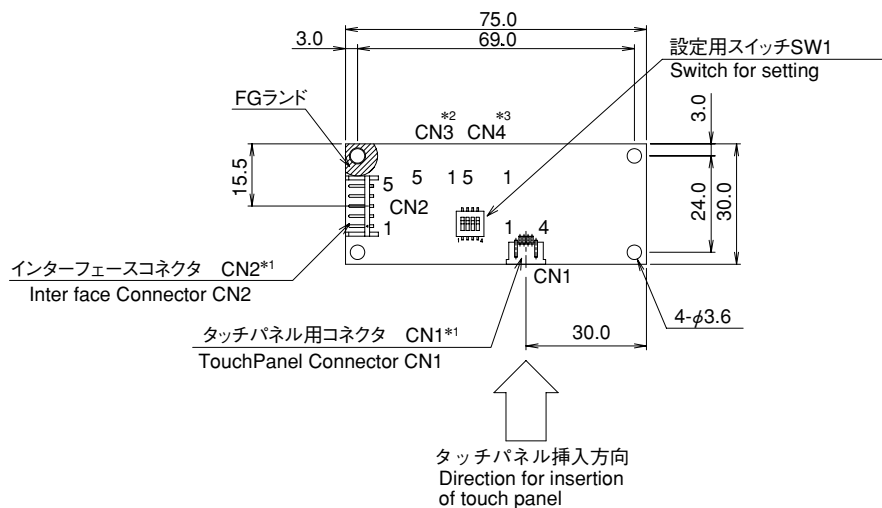 75.0
3.0
69.0
設定用スイッチSW1
Switch for setting
FGランド
*2 *3
CN3 CN4
3.0
15.5
5 5 1 5 1
CN2
24.0
30.0
1
1 4
インターフェースコネクタ CN2*1
Inter face Connector CN2
CN1
4-φ3.6
タッチパネル用コネクタ CN1*1
TouchPanel Connector CN1
30.0
タッチパネル挿入方向
Direction for insertion
of touch panel